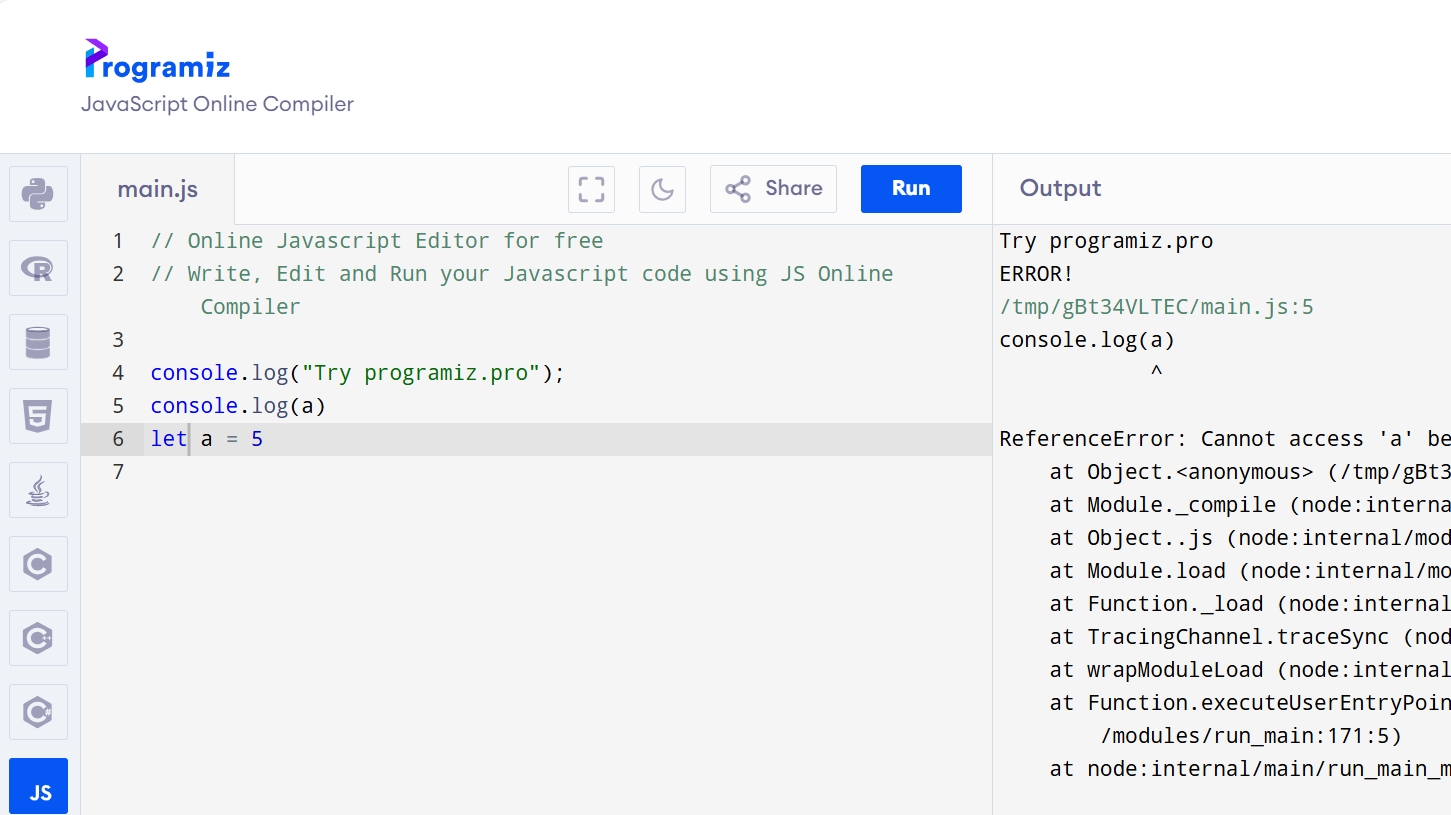 Programiz
JavaScript Online Compiler
main.js
Share
Run
Output
1 // Online Javascript Editor for free
2 // Write, Edit and Run your Javascript code using JS Online
Compiler
3
4 console.log("Try programiz.pro");
5 console.log(a)
6 let a = 5
7
Try programiz.pro
ERROR!
/tmp/gBt34VLTEC/main.js:5
console.log(a)
^
ReferenceError: Cannot access 'a' be
at Object.<anonymous> (/tmp/gBt3
at Module._compile (node:interna
at Object..js (node:internal/mod
at Module.load (node:internal/mo
at Function._load (node:internal
at TracingChannel.traceSync (nod
at wrapModuleLoad (node:internal
at Function.executeUserEntryPoin
/modules/run_main:171:5)
at node:internal/main/run_main_m
R
5
C
C++
C#
JS